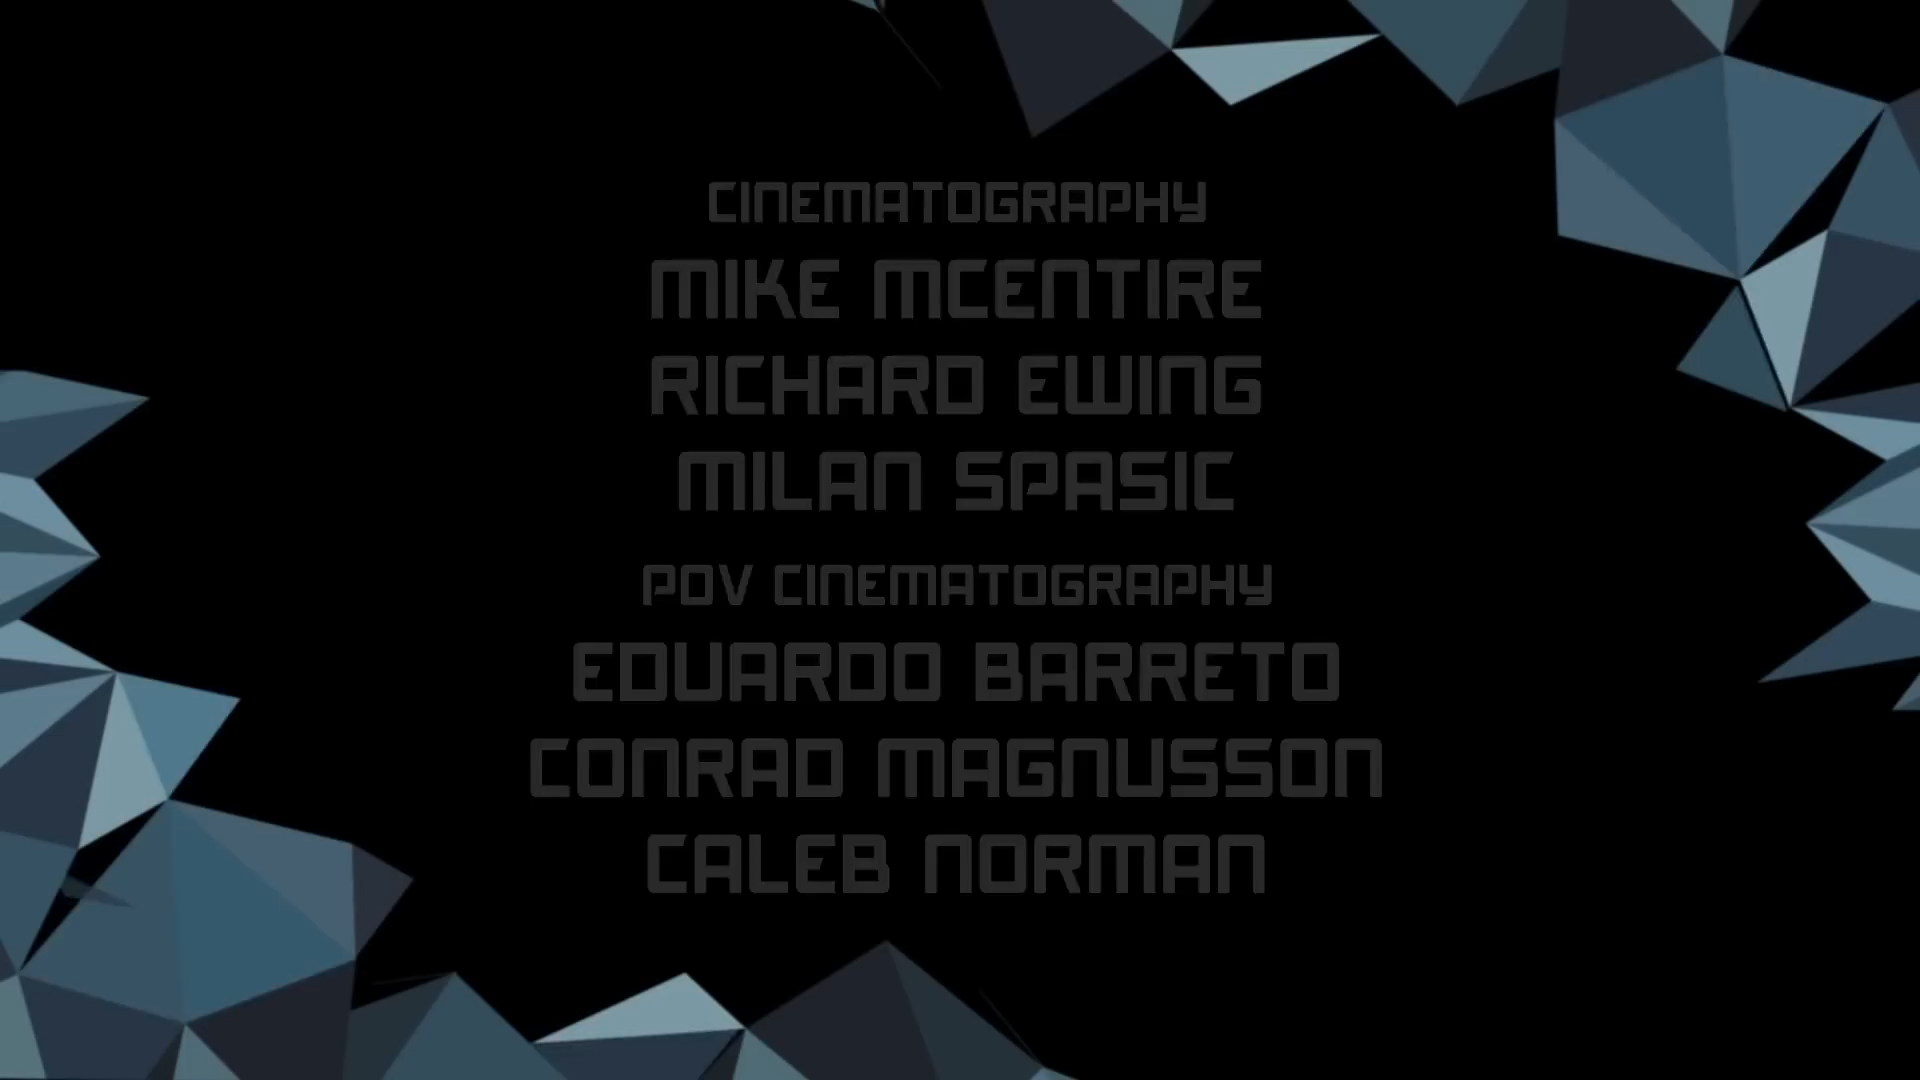 CINEMATOGRAPHY
MIKE MCENTIRE
RICHARD EWING
MILAN SPASIC
POV CINEMATOGRAPHY
EDUARDO BARRETO
CONRAD MAGNUSSON
CALEB NORMAN